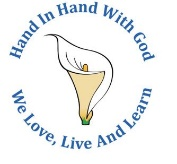 Hand In Hand With God
We Love, Live And Learn